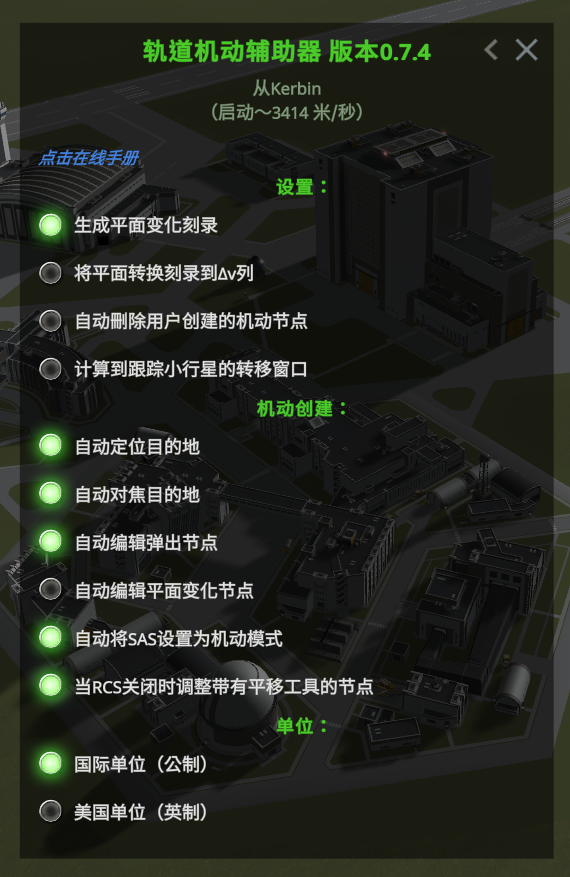 轨道机动辅助器 版本0.7.4
从Kerbin
（启动～3414 米/秒）
点击在线手册
设置：
生成平面变化刻录
将平面转换刻录到Δv列
自动刪除用户创建的机动节点
计算到跟踪小行星的转移窗口
机动创建：
自动定位目的地
自动对焦目的地
自动编辑弹出节点
自动编辑平面变化节点
自动将SAS设置为机动模式
当RCS关闭时调整带有平移工具的节点
单位：
国际单位（公制）
美国单位（英制）